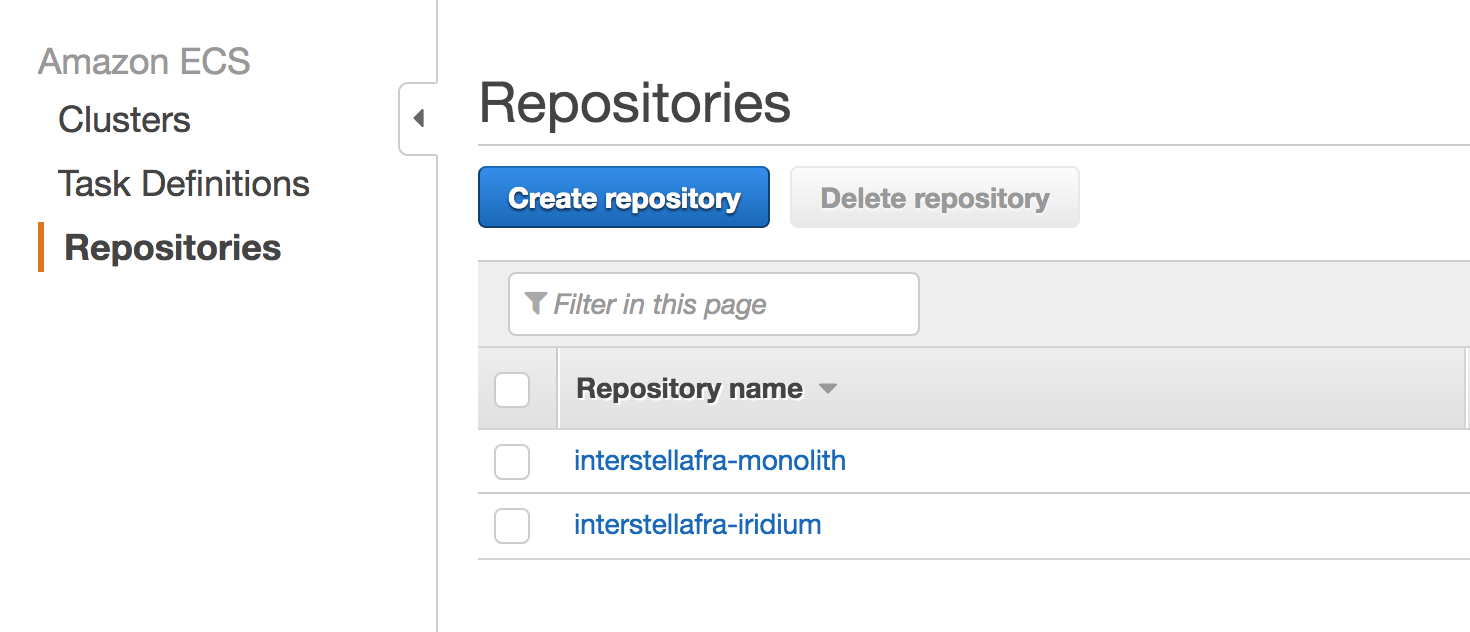 Amazon ECS
Clusters
Task Definitions
Repositories
Repositories
Create repository
Delete repository
Filter in this page
Repository name
interstellafra-monolith
interstellafra-iridium